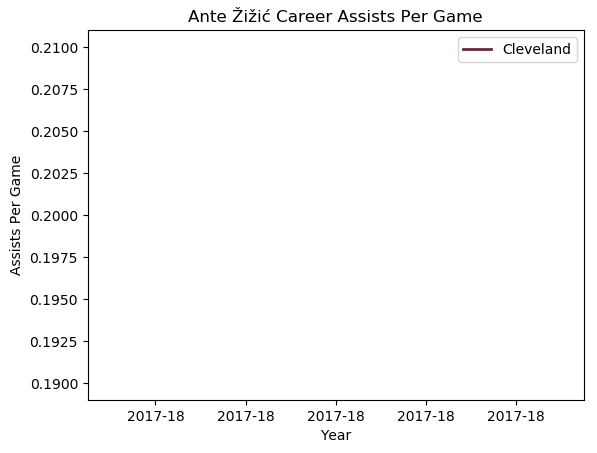 Ante Žižić Career Assists Per Game
Cleveland
Assists Per Game
0.2100
0.2075
0.2050
0.2025
0.2000
0.1975
0.1950
0.1925
0.1900
2017-18 2017-18 2017-18 2017-18 2017-18
Year